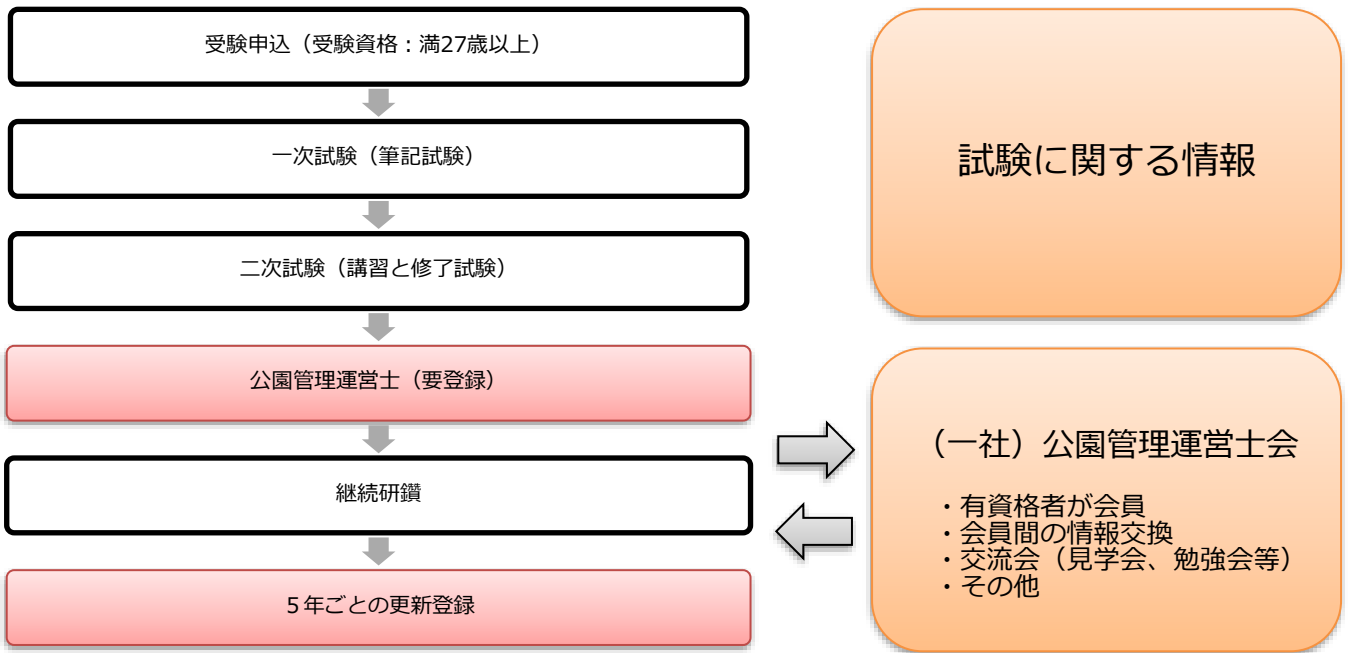 受験申込（受験資格：満27歳以上）
一次試験（筆記試験）
二次試験（講習と修了試験）
公園管理運営士（要登録）
継続研鑽
５年ごとの更新登録
試験に関する情報
（一社）公園管理運営士会
・有資格者が会員
・会員間の情報交換
・交流会（見学会、勉強会等）
・その他